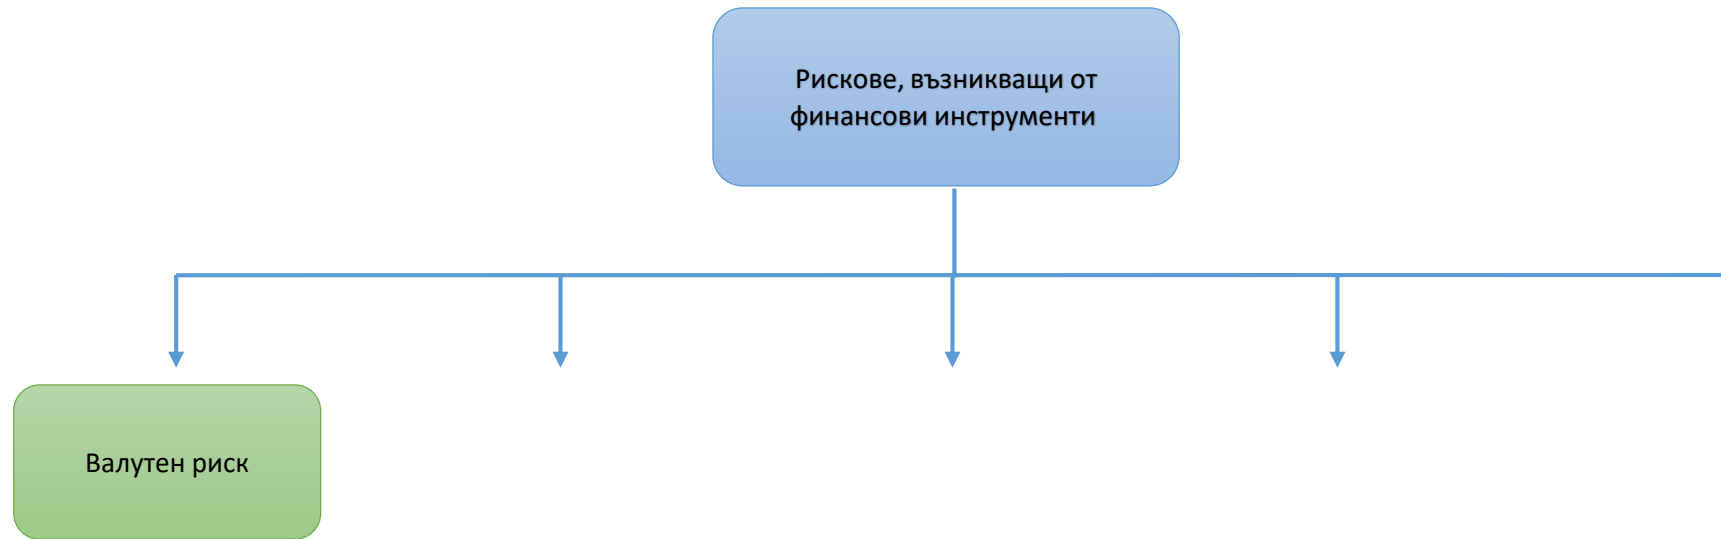 Рискове, възникващи от
финансови инструменти
Валутен риск